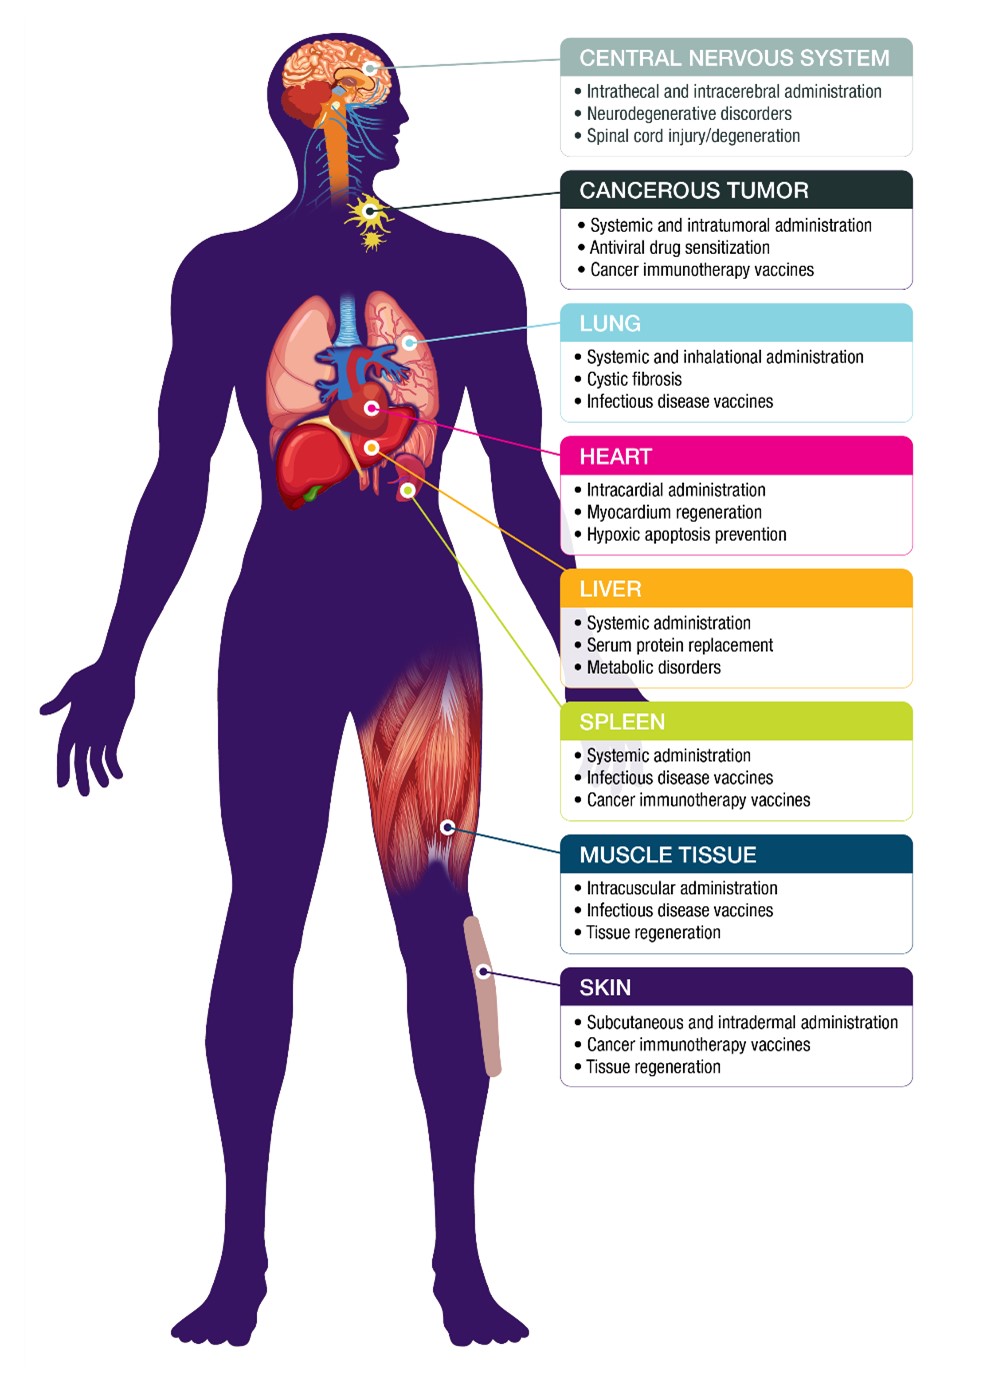 CENTRAL NERVOUS SYSTEM
• Intrathecal and intracerebral administration
• Neurodegenerative discorders
• Spinal cord injury/degeneration
CANCEROUS TUMOR
• Systemic and intratumoral administration
• Antiviral drug sensitization
• Cancer immunotherapy vaccines
LUNG
• Systemic and inhalational administration
• Cystic fibrosis
• Infectious disease vaccines
HEART
• Intracardial administration
• Myocardium regeneration
• Hypoxic apoptosis prevention
LIVER
• Systemic administration
• Serum protein replacement
• Metabolic disorders
SPLEEN
• Systemic administration
• Infectious disease vaccines
• Cancer immunotherapy vaccines
MUSCLE TISSUE
• Intracuscular administration
• Infectious disease vaccines
• Tissue regeneration
SKIN
• Subcutaneous and intradermal administration
• Cancer immunotherapy vaccines
• Tissue regeneration